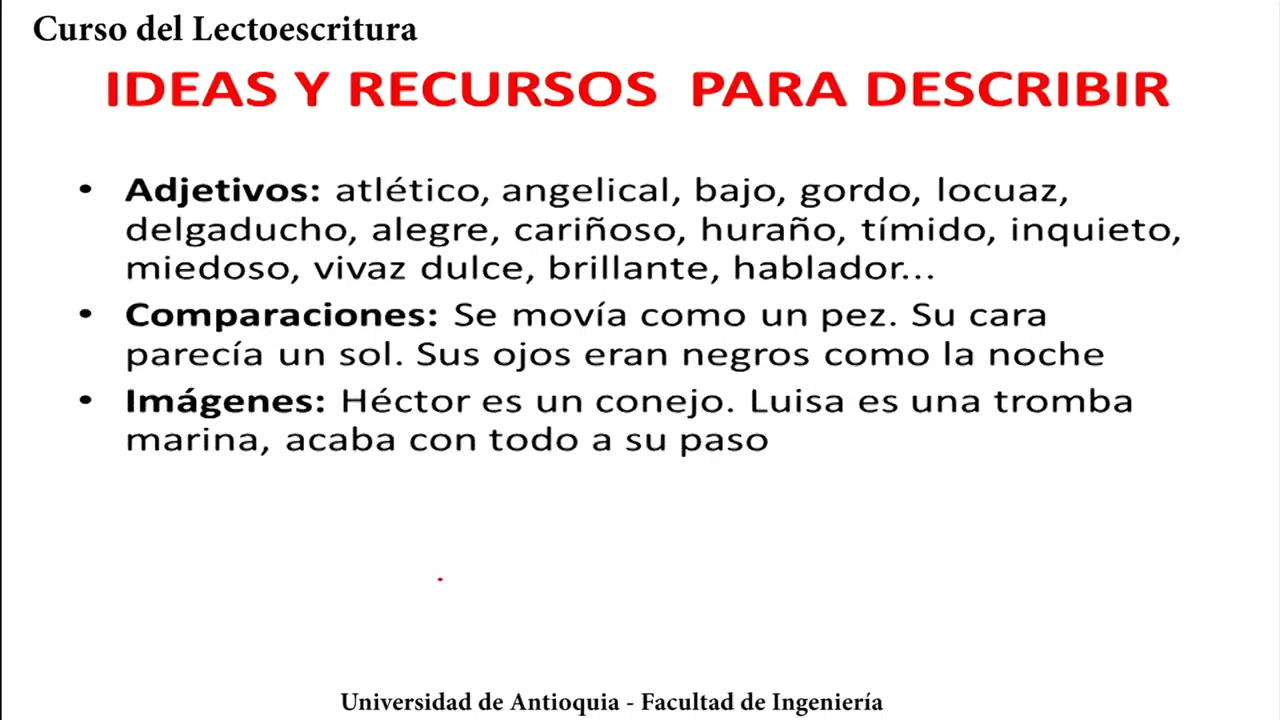 Curso del Lectoescritura
IDEAS Y RECURSOS PARA DESCRIBIR
• Adjetivos: atlético, angelical, bajo, gordo, locuaz,
delgaducho, alegre, cariñoso, huraño, tímido, inquieto,
miedoso, vivaz dulce, brillante, hablador...
• Comparaciones: Se movía como un pez. Su cara
parecía un sol. Sus ojos eran negros como la noche
• Imágenes: Héctor es un conejo. Luisa es una tromba
marina, acaba con todo a su paso
Universidad de Antioquia - Facultad de Ingeniería